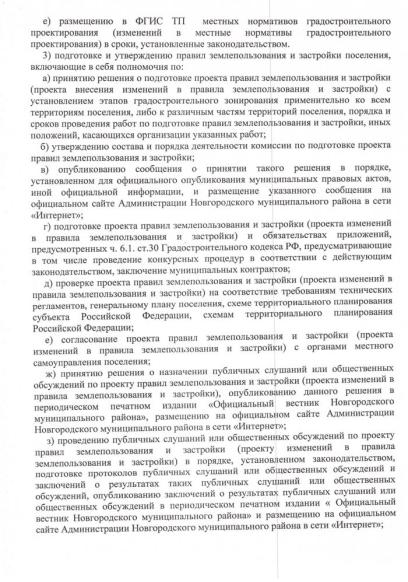 е) размещению в ФГИС ТП местных нормативов градостроительного
проектирования (изменений в местные нормативы градостроительного
проектирования) в сроки, установленные законодательством.
3) подготовке и утверждению правил землепользования и застройки поселения,
включающие в себя полномочия по:
а) принятию решения о подготовке проекта правил землепользования и застройки
(проекта внесения изменений в правила землепользования и застройки) с
установлением этапов градостроительного зонирования применительно ко всем
территориям поселения, либо к различным частям территорий поселения, порядка и
сроков проведения работ по подготовке правил землепользования и застройки, иных
положений, касающихся организации указанных работ;
б) утверждению состава и порядка деятельности комиссии по подготовке проекта
правил землепользования и застройки;
в) опубликованию сообщения о принятии такого решения в порядке,
установленном для официального опубликования муниципальных правовых актов,
иной официальной информации, и размещение указанного сообщения на
официальном сайте Администрации Новгородского муниципального района в сети
«Интернет»;
г) подготовке проекта правил землепользования и застройки (проекта изменений
в правила землепользования и застройки) и обязательствах приложений,
предусмотренных ч. 6.1. ст.30 Градостроительного кодекса РФ, предусматривающие
в том числе проведение конкурсных процедур в соответствии с действующим
законодательством, заключение муниципальных контрактов;
д) проверке проекта правил землепользования и застройки (проекта изменений в
правила землепользования и застройки) на соответствие требованиям технических
регламентов, генеральному плану поселения, схеме территориального планирования
субъекта Российской Федерации, схемам территориального планирования
Российской Федерации;
е) согласование проекта правил землепользования и застройки (проекта
изменений в правила землепользования и застройки) с органами местного
самоуправления поселения;
ж) принятию решения о назначении публичных слушаний или общественных
обсуждений по проекту правил землепользования и застройки (проекта изменений в
правила землепользования и застройки), опубликованию данного решения в
периодическом печатном издании «Официальный вестник Новгородского
муниципального района», размещению на официальном сайте Администрации
Новгородского муниципального района в сети «Интернет»;
з) проведению публичных слушаний или общественных обсуждений по проекту
правил землепользования и застройки (проекту изменений в правила
землепользования и застройки) в порядке, установленном законодательством,
подготовке протоколов публичных слушаний или общественных обсуждений и
заключений о результатах таких публичных слушаний или общественных
обсуждений, опубликованию заключений о результатах публичных слушаний или
общественных обсуждений в периодическом печатном издании « Официальный
вестник Новгородского муниципального района» и размещению на официальном
сайте Администрации Новгородского муниципального района в сети «Интернет»;